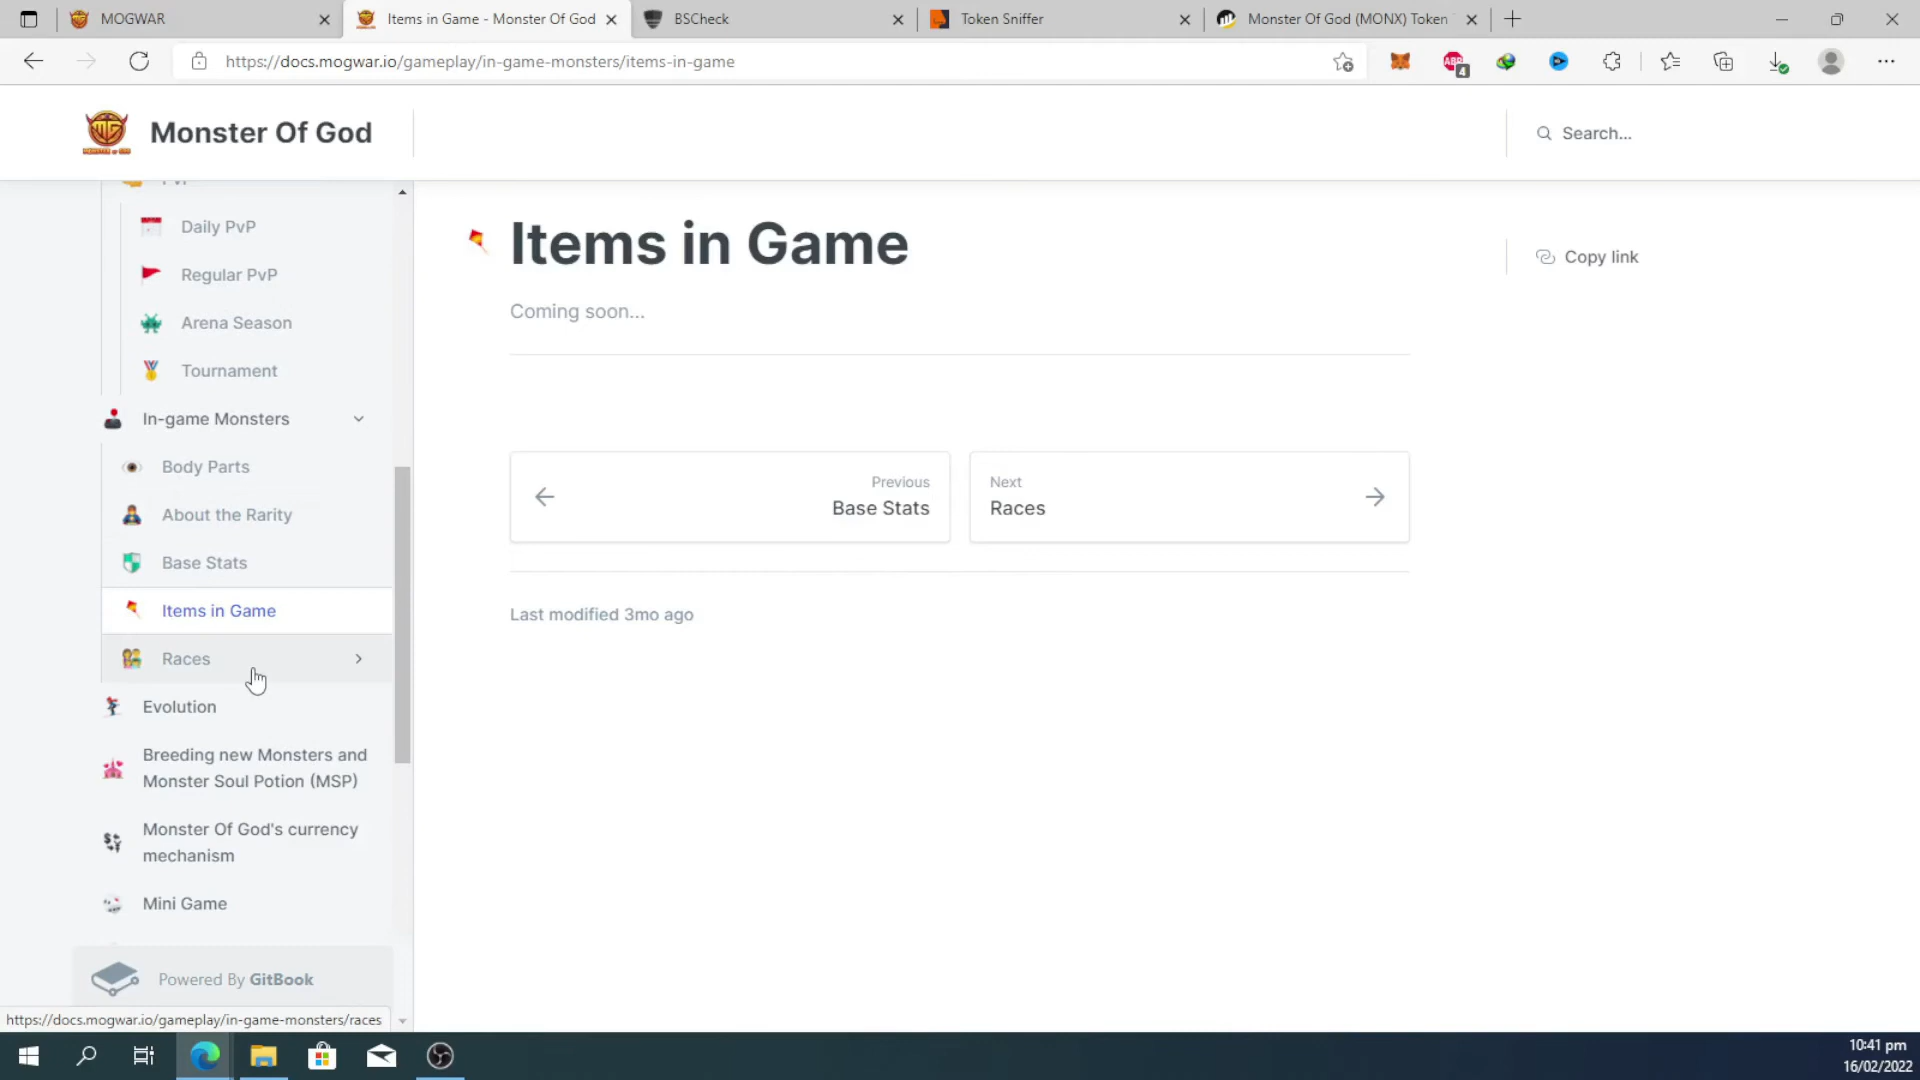 MOGWAR
Items in Game - Monster Of God
BSCheck
Token Sniffer
Monster Of God (MONX) Token
https://docs.mogwar.io/gameplay/in-game-monsters/items-in-game
ABP
4
Monster Of God
Search...
Daily PvP
Regular PvP
Arena Season
Tournament
In-game Monsters
Body Parts
About the Rarity
Base Stats
Items in Game
Races
Evolution
Breeding new Monsters and
Monster Soul Potion (MSP)
Monster Of God's currency
mechanism
Mini Game
Powered By GitBook
https://docs.mogwar.io/gameplay/in-game-monsters/races
Items in Game
Coming soon...
Previous
Base Stats
Next
Races
Last modified 3mo ago
Copy link
10:41 pm
16/02/2022